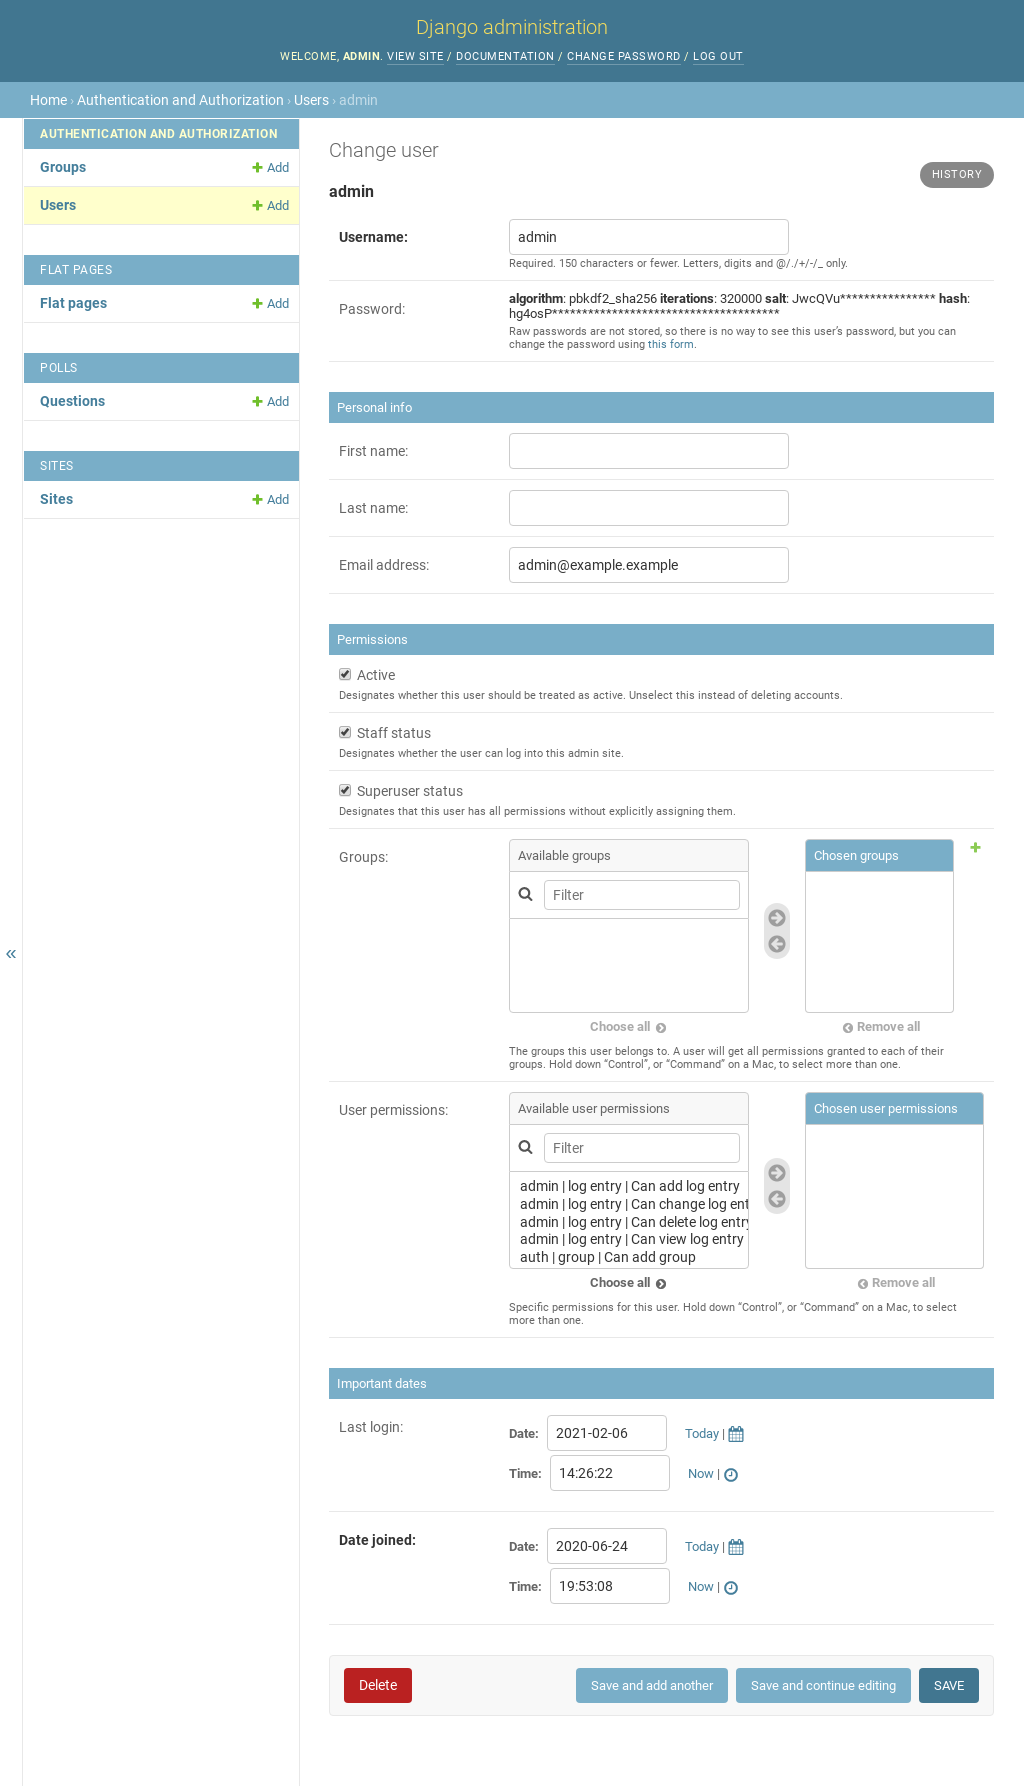 Django administration
WELCOME, ADMIN. VIEW SITE / DOCUMENTATION / CHANGE PASSWORD / LOG OUT
Home › Authentication and Authorization › Users › admin
AUTHENTICATION AND AUTHORIZATION
Groups Add
Users Add
FLAT PAGES
Flat pages Add
POLLS
Questions Add
SITES
Sites Add
«
Change user
HISTORY
admin
Username: admin
Required. 150 characters or fewer. Letters, digits and @/./+/-/_ only.
Password: algorithm: pbkdf2_sha256 iterations: 320000 salt: JwcQVu**************** hash:
hg4osP**************************************
Raw passwords are not stored, so there is no way to see this user’s password, but you can
change the password using this form.
Personal info
First name:
Last name:
Email address: admin@example.example
Permissions
Active
Designates whether this user should be treated as active. Unselect this instead of deleting accounts.
Staff status
Designates whether the user can log into this admin site.
Superuser status
Designates that this user has all permissions without explicitly assigning them.
Groups: Available groups Chosen groups
Filter
Choose all Remove all
The groups this user belongs to. A user will get all permissions granted to each of their
groups. Hold down “Control”, or “Command” on a Mac, to select more than one.
User permissions: Available user permissions Chosen user permissions
Filter
admin | log entry | Can add log entry
admin | log entry | Can change log ent
admin | log entry | Can delete log entry
admin | log entry | Can view log entry
auth | group | Can add group
Choose all Remove all
Specific permissions for this user. Hold down “Control”, or “Command” on a Mac, to select
more than one.
Important dates
Last login: Date: 2021-02-06 Today |
Time: 14:26:22 Now |
Date joined: Date: 2020-06-24 Today |
Time: 19:53:08 Now |
Delete Save and add another Save and continue editing SAVE